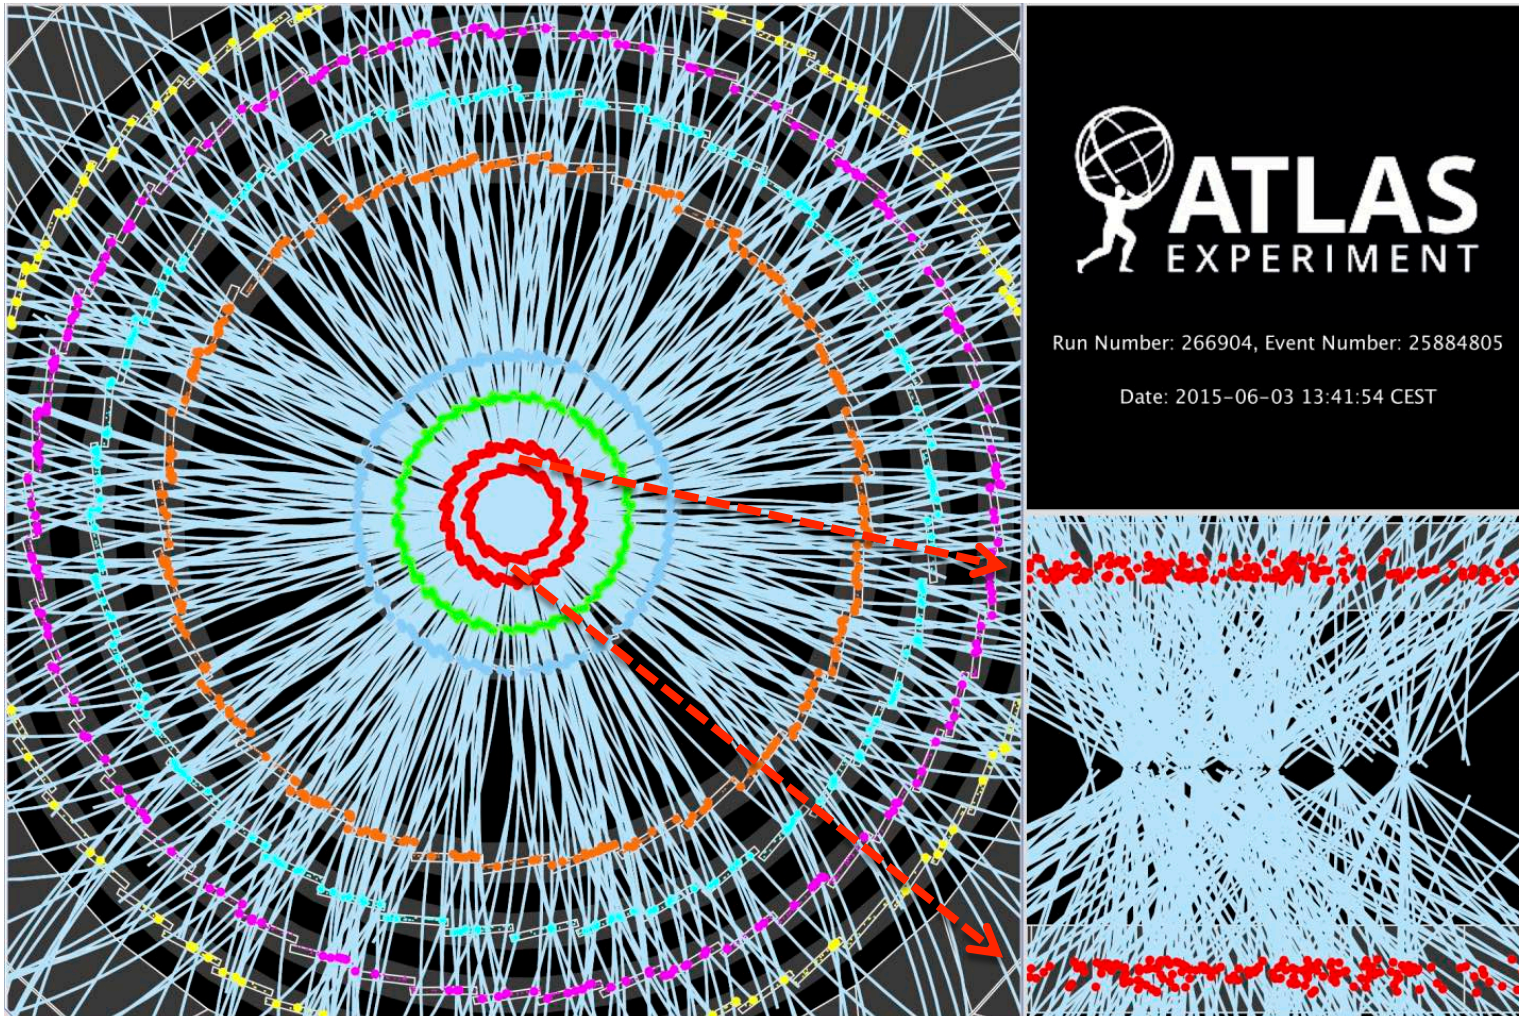 ATLAS
EXPERIMENT
Run Number: 266904, Event Number: 25884805
Date: 2015-06-03 13:41:54 CEST